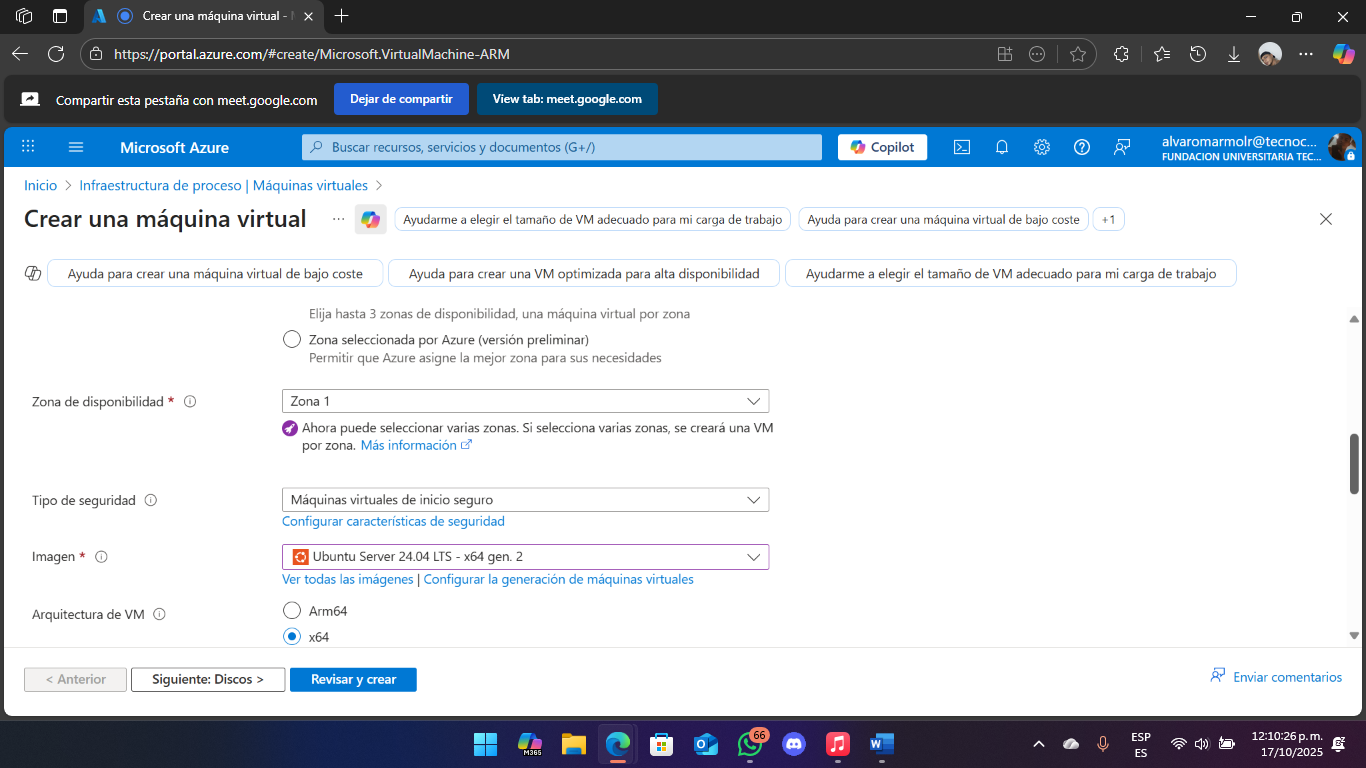 Crear una máquina virtual -
https://portal.azure.com/#create/Microsoft.VirtualMachine-ARM
Compartir esta pestaña con meet.google.com
Dejar de compartir
View tab: meet.google.com
Microsoft Azure
Buscar recursos, servicios y documentos (G+/)
Copilot
alvaromarmolr@tecnoc...
FUNDACION UNIVERSITARIA TEC...
Inicio > Infraestructura de proceso | Máquinas virtuales >
Crear una máquina virtual ...
Ayudarme a elegir el tamaño de VM adecuado para mi carga de trabajo
Ayuda para crear una máquina virtual de bajo coste
+1
Ayuda para crear una máquina virtual de bajo coste
Ayuda para crear una VM optimizada para alta disponibilidad
Ayudarme a elegir el tamaño de VM adecuado para mi carga de trabajo
Elija hasta 3 zonas de disponibilidad, una máquina virtual por zona
Zona seleccionada por Azure (versión preliminar)
Permitir que Azure asigne la mejor zona para sus necesidades
Zona de disponibilidad *
Zona 1
Ahora puede seleccionar varias zonas. Si selecciona varias zonas, se creará una VM
por zona. Más información
Tipo de seguridad
Máquinas virtuales de inicio seguro
Configurar características de seguridad
Imagen *
Ubuntu Server 24.04 LTS - x64 gen. 2
Ver todas las imágenes | Configurar la generación de máquinas virtuales
Arquitectura de VM
Arm64
x64
< Anterior
Siguiente: Discos >
Revisar y crear
Enviar comentarios
M365
66
ESP
ES
12:10:26 p. m.
17/10/2025